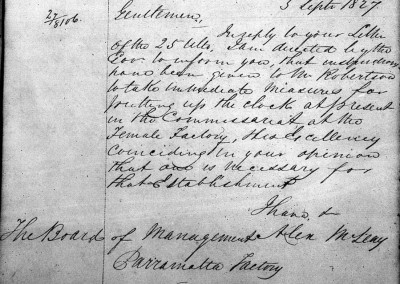 27/8106.
3 Septr 1827
Gentlemen,
In reply to your Letter
of the 25 Ulto, I am directed by the
Gov. to inform you, that instructions
have been given to Mr Robertson
to take immediate measures for
putting up the clock at present
in the Commissariat at the
Female Factory, His Excellency
coinciding in your opinion
that one is necessary for
that Establishment
I have &
The Board of Management Alex McLeay
Parramatta Factory